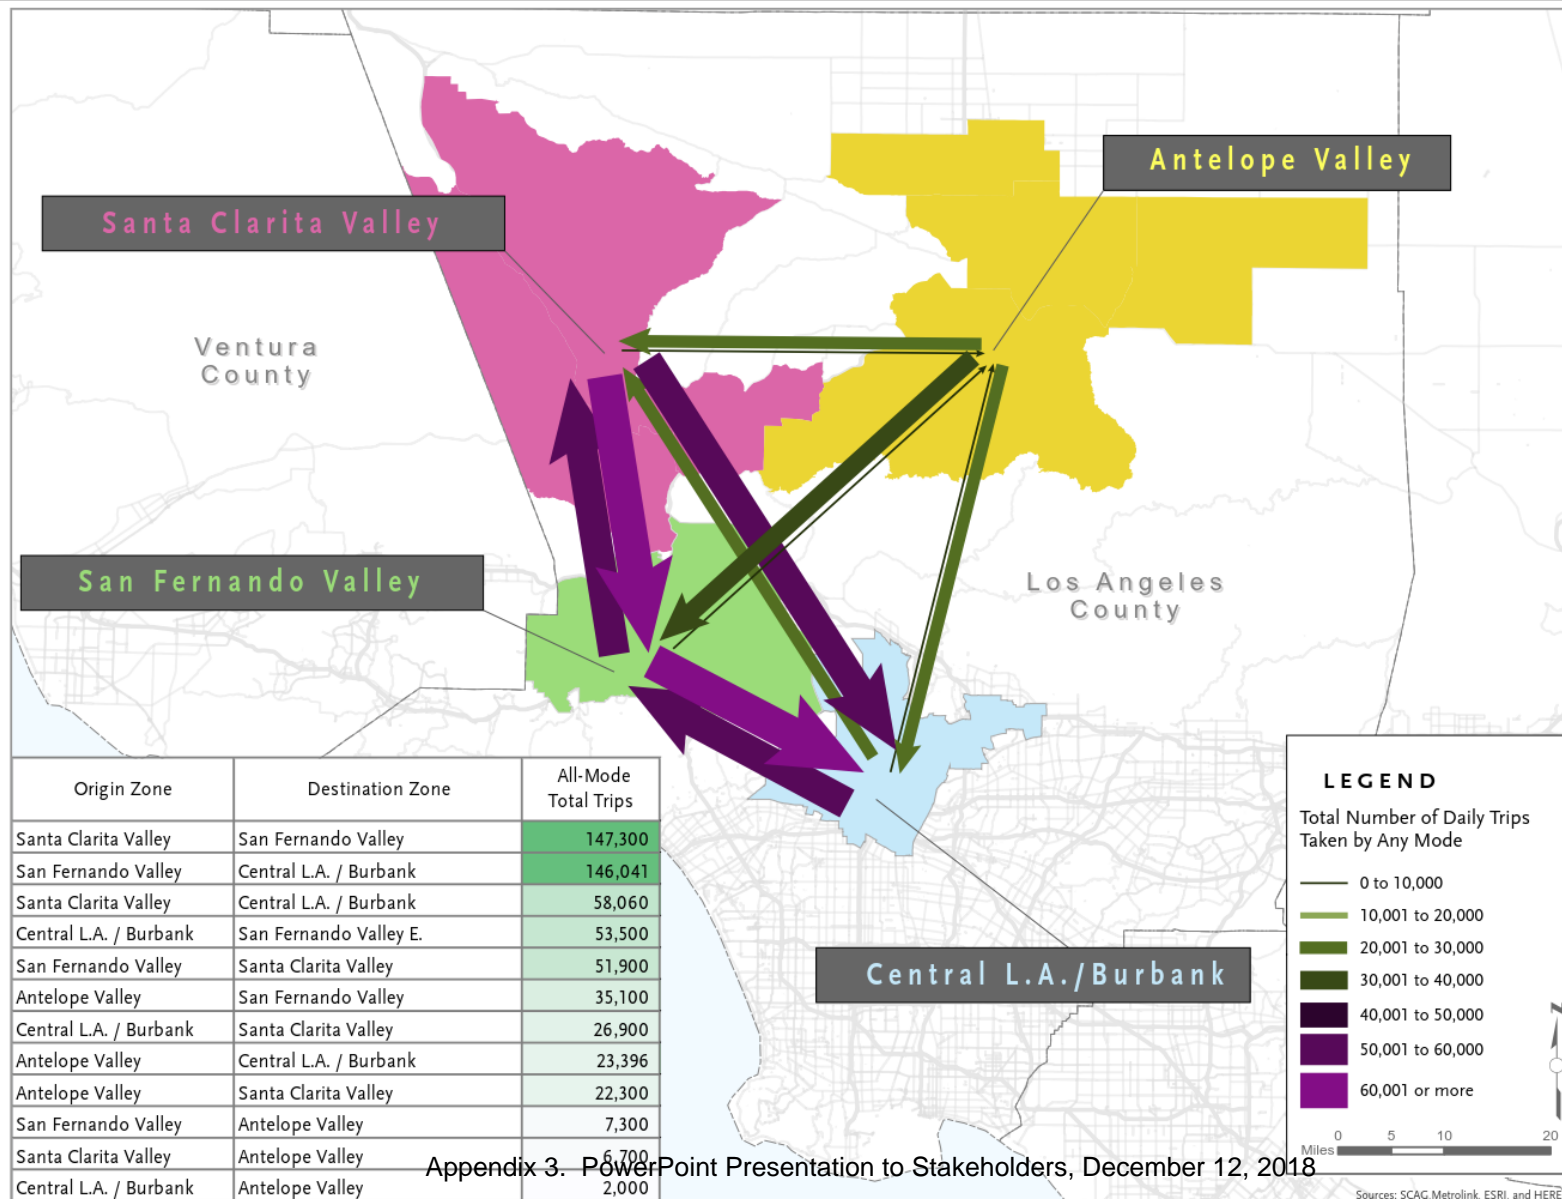 Antelope Valley
Santa Clarita Valley
Ventura
County
San Fernando Valley
Los Angeles
County
Central L.A./Burbank
Origin Zone Destination Zone All-Mode
Total Trips
Santa Clarita Valley San Fernando Valley 147,300
San Fernando Valley Central L.A. / Burbank 146,041
Santa Clarita Valley Central L.A. / Burbank 58,060
Central L.A. / Burbank San Fernando Valley E. 53,500
San Fernando Valley Santa Clarita Valley 51,900
Antelope Valley San Fernando Valley 35,100
Central L.A. / Burbank Santa Clarita Valley 26,900
Antelope Valley Central L.A. / Burbank 23,396
Antelope Valley Santa Clarita Valley 22,300
San Fernando Valley Antelope Valley 7,300
Santa Clarita Valley Antelope Valley 6,700
Central L.A. / Burbank Antelope Valley 2,000
LEGEND
Total Number of Daily Trips
Taken by Any Mode
0 to 10,000
10,001 to 20,000
20,001 to 30,000
30,001 to 40,000
40,001 to 50,000
50,001 to 60,000
60,001 or more
0 5 10 20
Miles
Appendix 3. PowerPoint Presentation to Stakeholders, December 12, 2018
Sources: SCAG, Metrolink, ESRI, and HERE